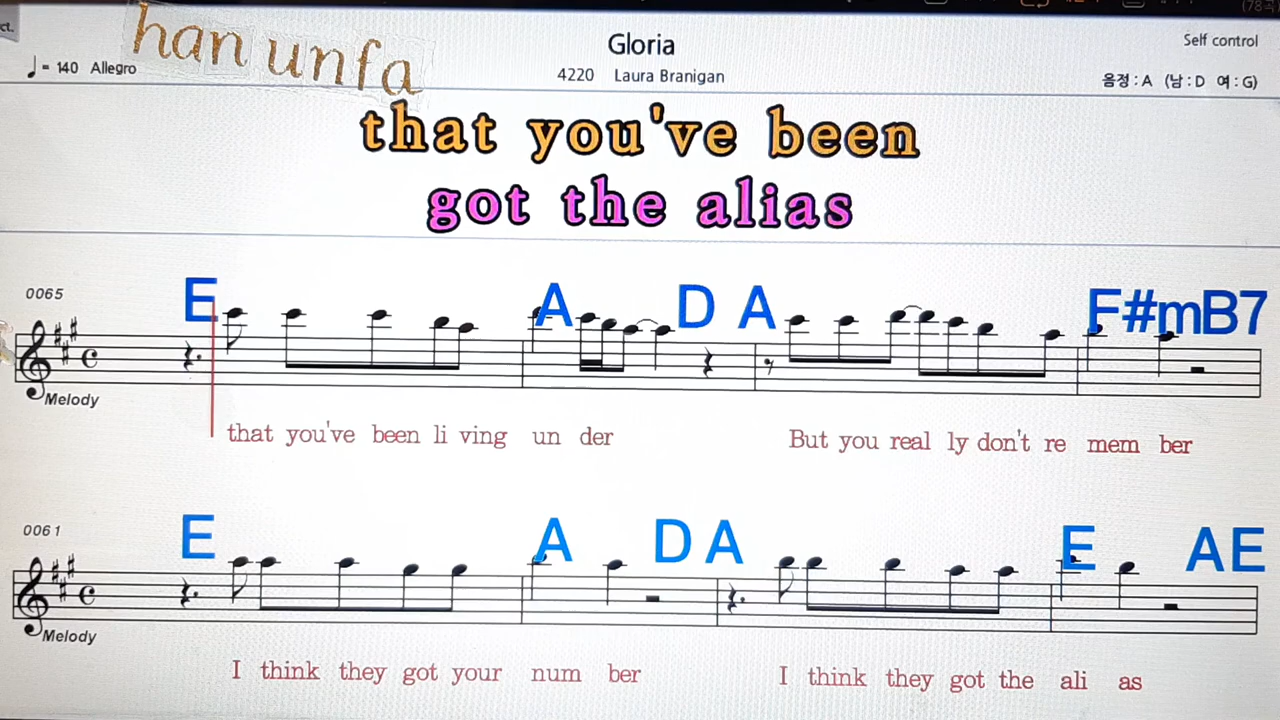 ct.
han unfa
Gloria
Self control
♩= 140 Allegro
4220 Laura Branigan
음정 : A (남 : D 여 : G)
that you've been
got the alias
0065
E A D A F#mB7
Melody
that you've been li ving un der But you real ly don't re mem ber
0061
E A D A E A E
Melody
I think they got your num ber I think they got the ali as